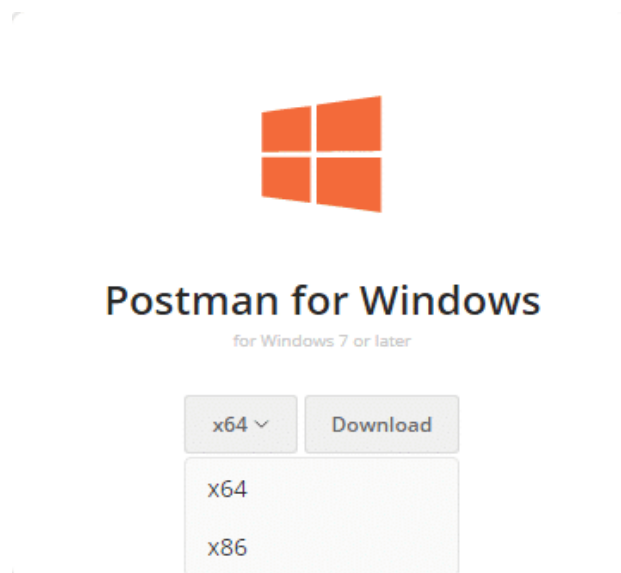 Postman for Windows
for Windows 7 or later
x64 Download
x64
x86